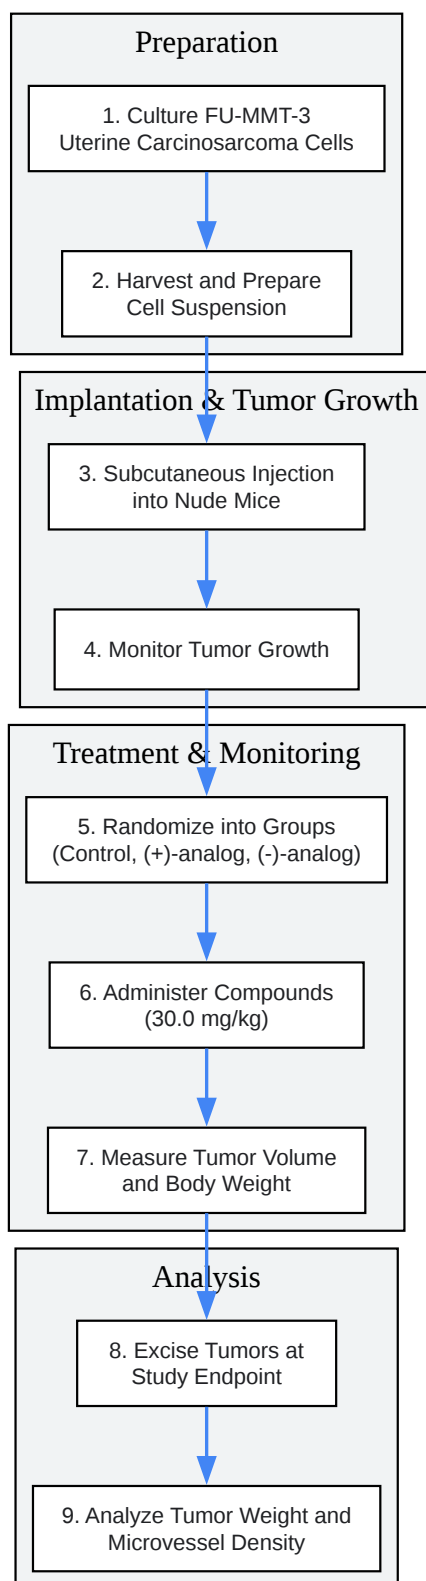 Preparation
1. Culture FU-MMT-3
Uterine Carcinosarcoma Cells
2. Harvest and Prepare
Cell Suspension
Implantation & Tumor Growth
3. Subcutaneous Injection
into Nude Mice
4. Monitor Tumor Growth
Treatment & Monitoring
5. Randomize into Groups
(Control, (+)-analog, (-)-analog)
6. Administer Compounds
(30.0 mg/kg)
7. Measure Tumor Volume
and Body Weight
Analysis
8. Excise Tumors at
Study Endpoint
9. Analyze Tumor Weight and
Microvessel Density